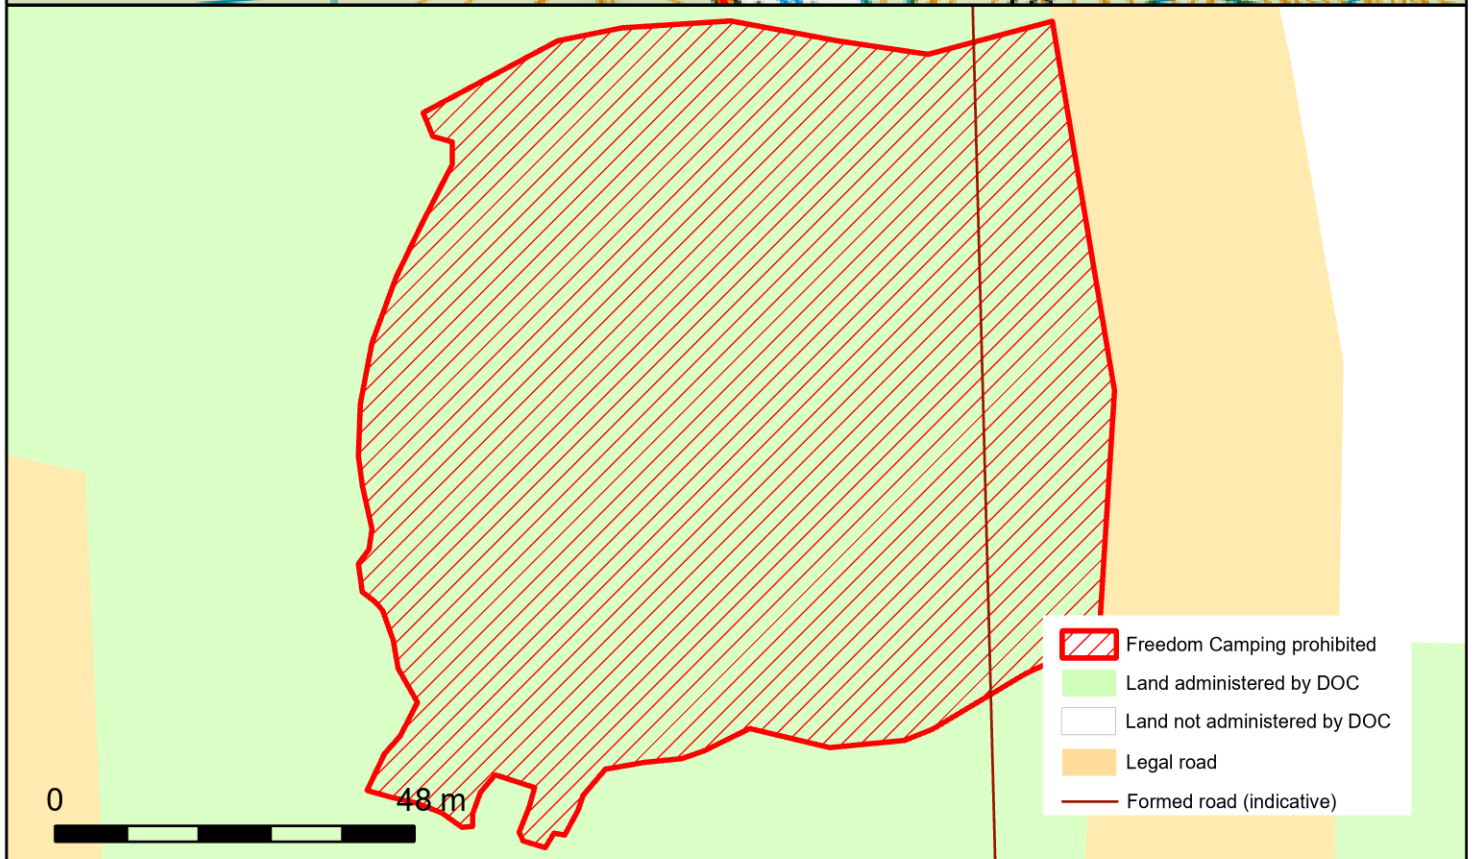 Freedom Camping prohibited
Land administered by DOC
Land not administered by DOC
Legal road
Formed road (indicative)
0 48 m